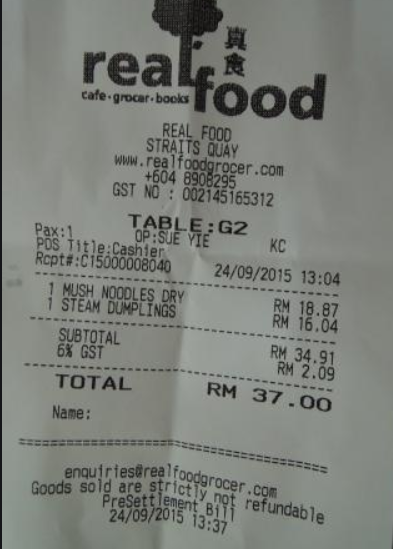 real food
真食
cafe·grocer·books
REAL FOOD
STRAITS QUAY
www.realfoodgrocer.com
+604 8908295
GST NO : 002145165312
TABLE:G2
Pax:1 OP:SUE YIE KC
POS Title:Cashier
Rcpt#:C15000008040 24/09/2015 13:04
1 MUSH NOODLES DRY RM 18.87
1 STEAM DUMPLINGS RM 16.04
SUBTOTAL RM 34.91
6% GST RM 2.09
TOTAL RM 37.00
Name:
enquiries@realfoodgrocer.com
Goods sold are strictly not refundable
PreSettlement Bill
24/09/2015 13:37